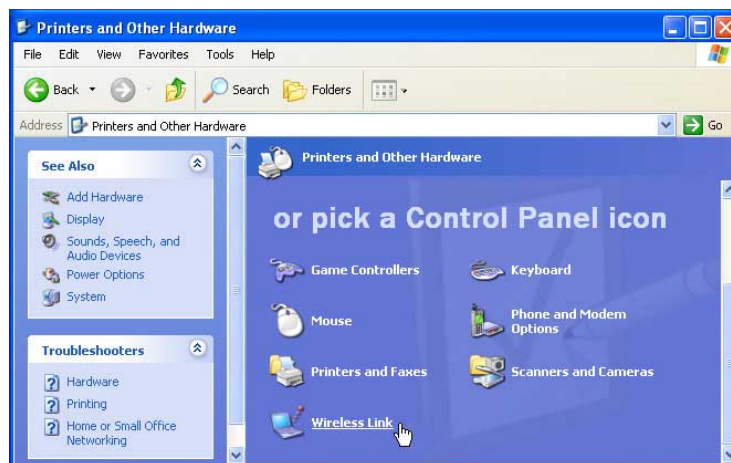 Printers and Other Hardware
File Edit View Favorites Tools Help
Back Search Folders
Address Printers and Other Hardware Go
See Also
Add Hardware
Display
Sounds, Speech, and
Audio Devices
Power Options
System
Troubleshooters
Hardware
Printing
Home or Small Office
Networking
Printers and Other Hardware
or pick a Control Panel icon
Game Controllers
Keyboard
Mouse
Phone and Modem
Options
Printers and Faxes
Scanners and Cameras
Wireless Link